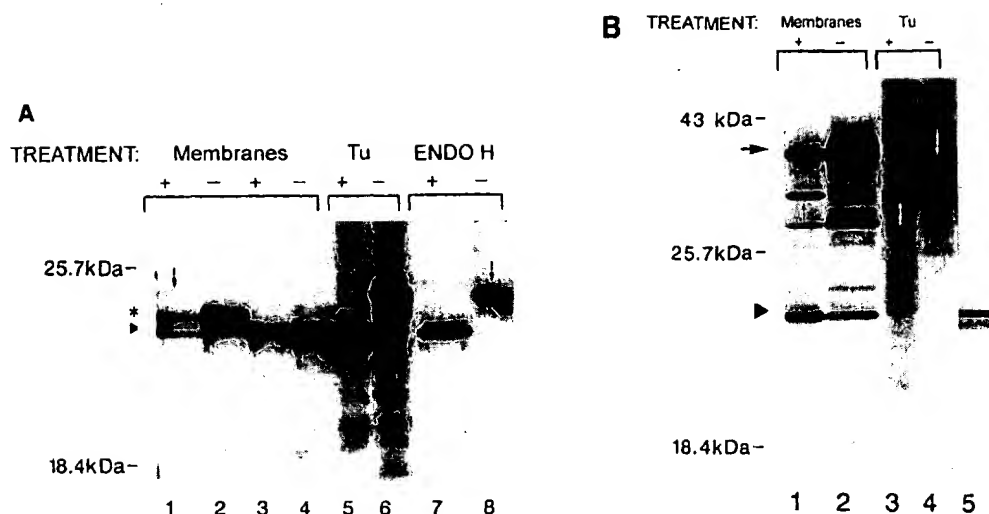 A
TREATMENT: Membranes Tu ENDO H
+ − + − + − + −
25.7kDa-
*
18.4kDa-
1 2 3 4 5 6 7 8
B TREATMENT: Membranes Tu
+ − + −
43 kDa-
25.7kDa-
18.4kDa-
1 2 3 4 5